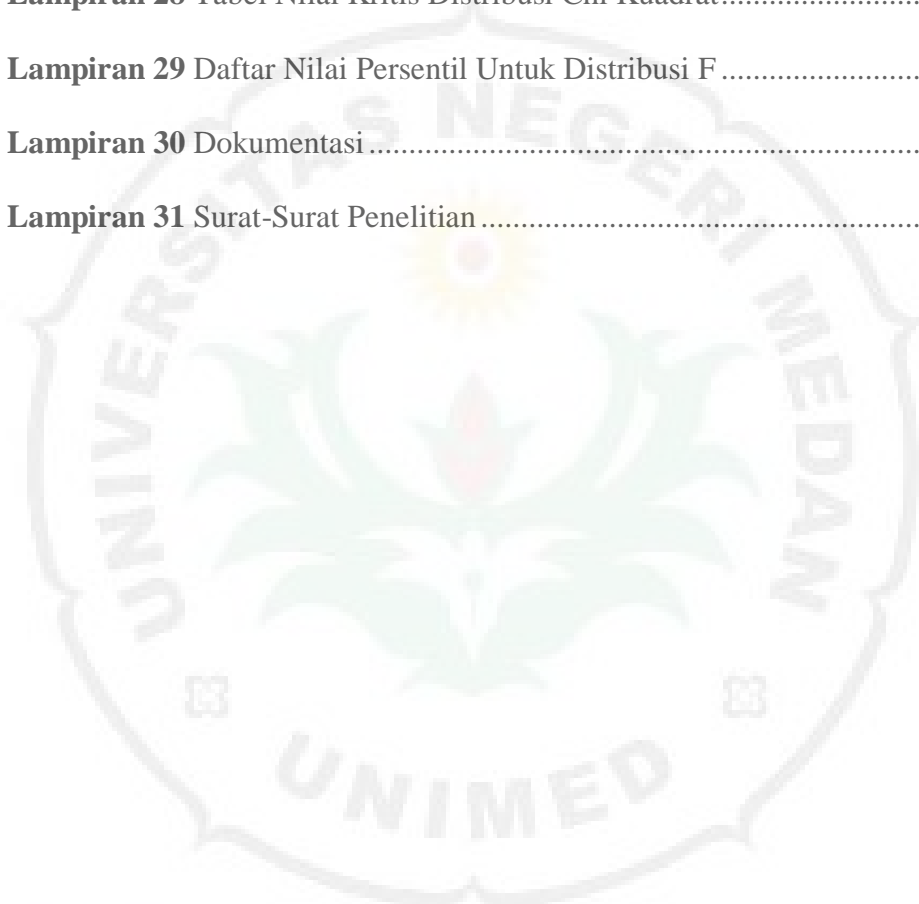 Lampiran 28 Tabel Nilai Kritis Distribusi Chi-Kuadrat..........................
Lampiran 29 Daftar Nilai Persentil Untuk Distribusi F.........................
Lampiran 30 Dokumentasi.....................................................................
Lampiran 31 Surat-Surat Penelitian.......................................................
UNIVERSITAS NEGERI MEDAN
UNIMED